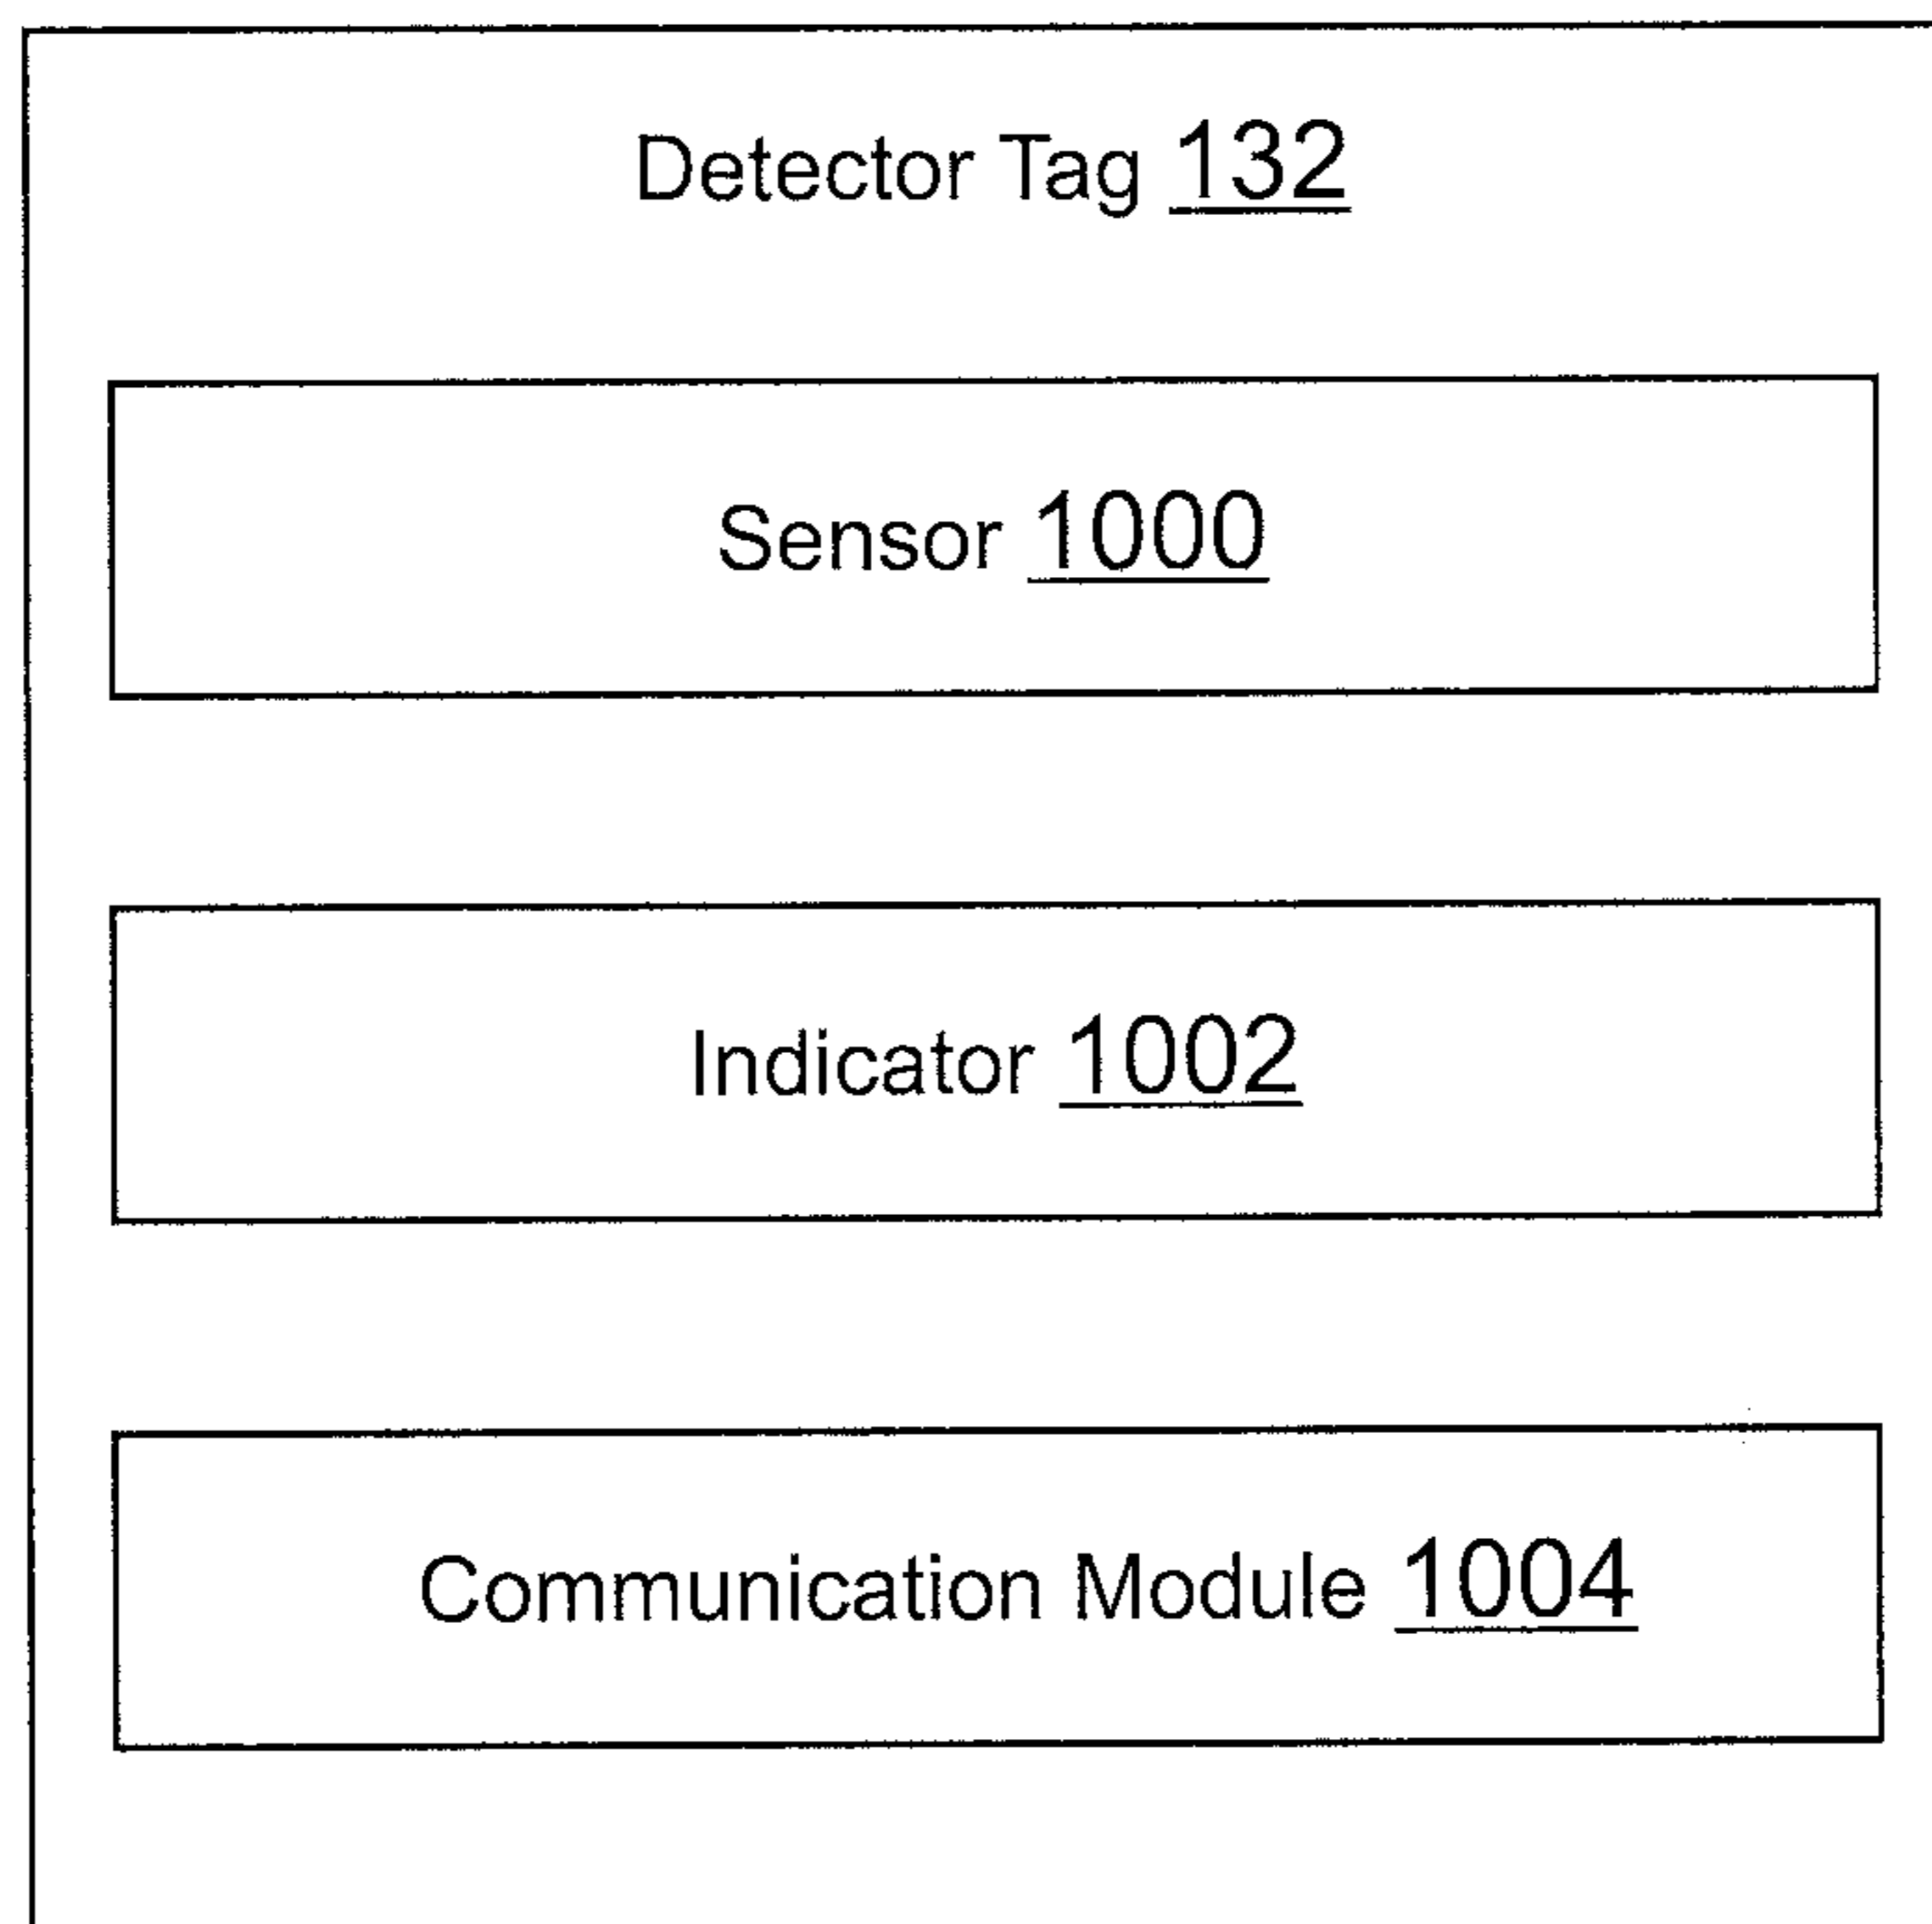 Detector Tag 132
Sensor 1000
Indicator 1002
Communication Module 1004